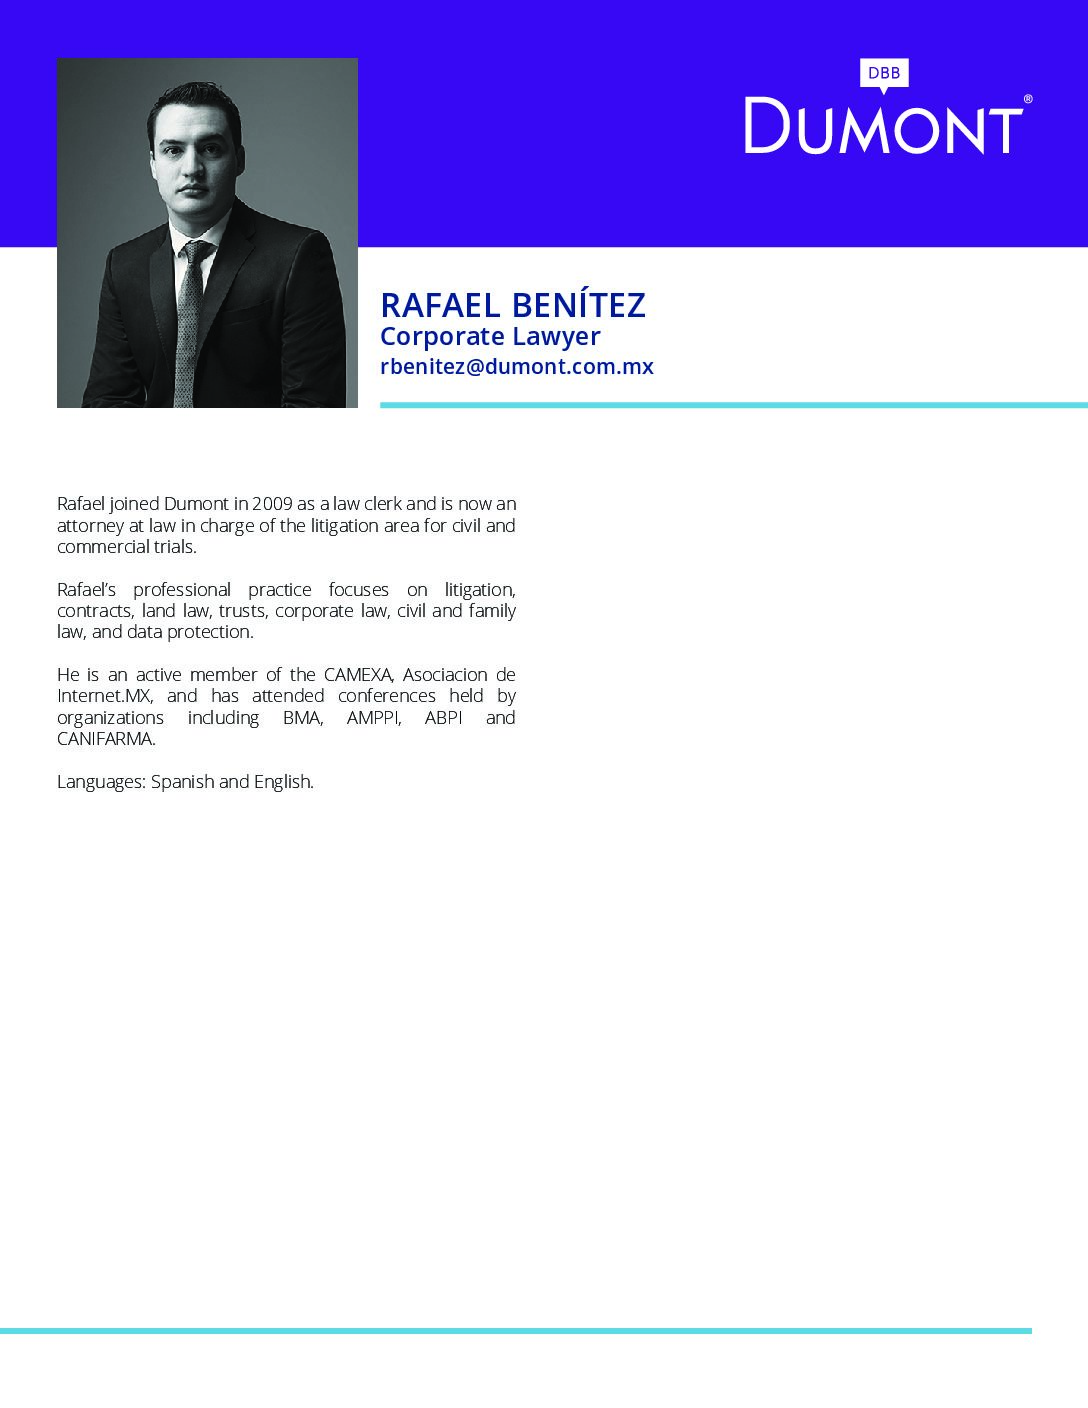 DBB
DUMONT®
RAFAEL BENÍTEZ
Corporate Lawyer
rbenitez@dumont.com.mx
Rafael joined Dumont in 2009 as a law clerk and is now an
attorney at law in charge of the litigation area for civil and
commercial trials.
Rafael’s professional practice focuses on litigation,
contracts, land law, trusts, corporate law, civil and family
law, and data protection.
He is an active member of the CAMEXA, Asociacion de
Internet.MX, and has attended conferences held by
organizations including BMA, AMPPI, ABPI and
CANIFARMA.
Languages: Spanish and English.